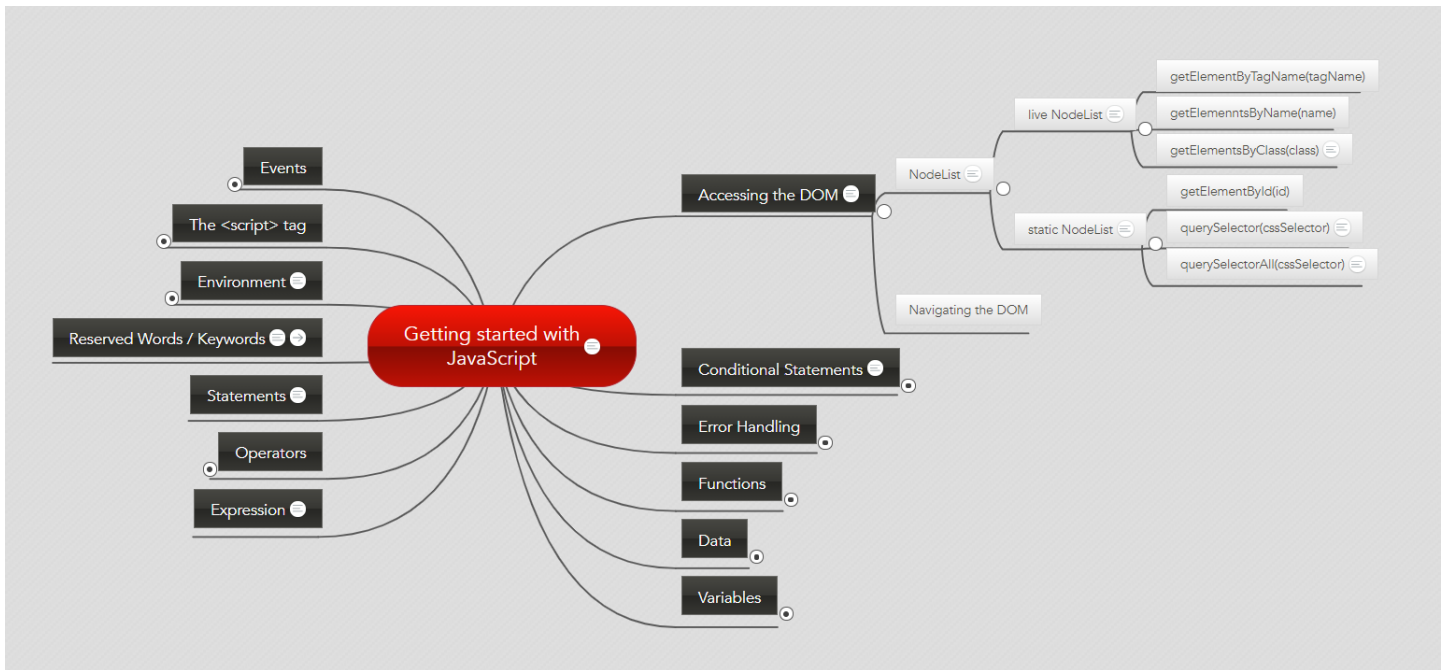 Getting started with
JavaScript
Events
The <script> tag
Environment
Reserved Words / Keywords
Statements
Operators
Expression
Accessing the DOM
NodeList
live NodeList
getElementByTagName(tagName)
getElemenntsByName(name)
getElementsByClass(class)
static NodeList
getElementById(id)
querySelector(cssSelector)
querySelectorAll(cssSelector)
Navigating the DOM
Conditional Statements
Error Handling
Functions
Data
Variables